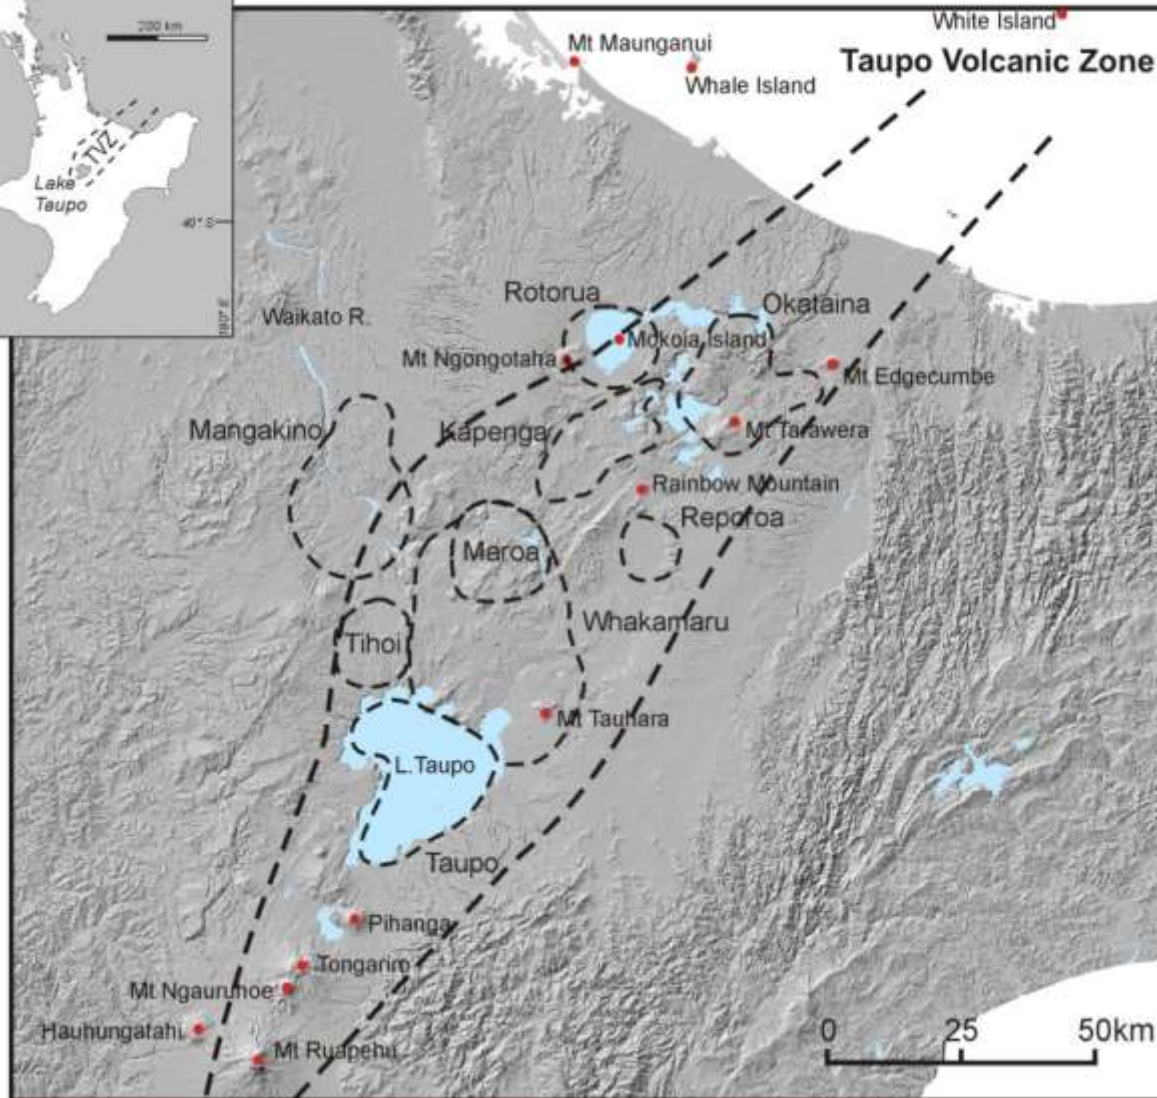 200 km
White Island
Mt Maunganui
Taupo Volcanic Zone
Whale Island
TVZ
Lake
Taupo
40° S
180° E
Waikato R.
Rotorua
Okataina
Mokoia Island
Mt Ngongotaha
Mt Edgecumbe
Mangakino
Kapenga
Mt Tarawera
Rainbow Mountain
Reporoa
Maroa
Whakamaru
Tihoi
Mt Tauhara
L.Taupo
Taupo
Pihanga
Tongariro
Mt Ngauruhoe
Hauhungatahi
Mt Ruapehu
0 25 50km